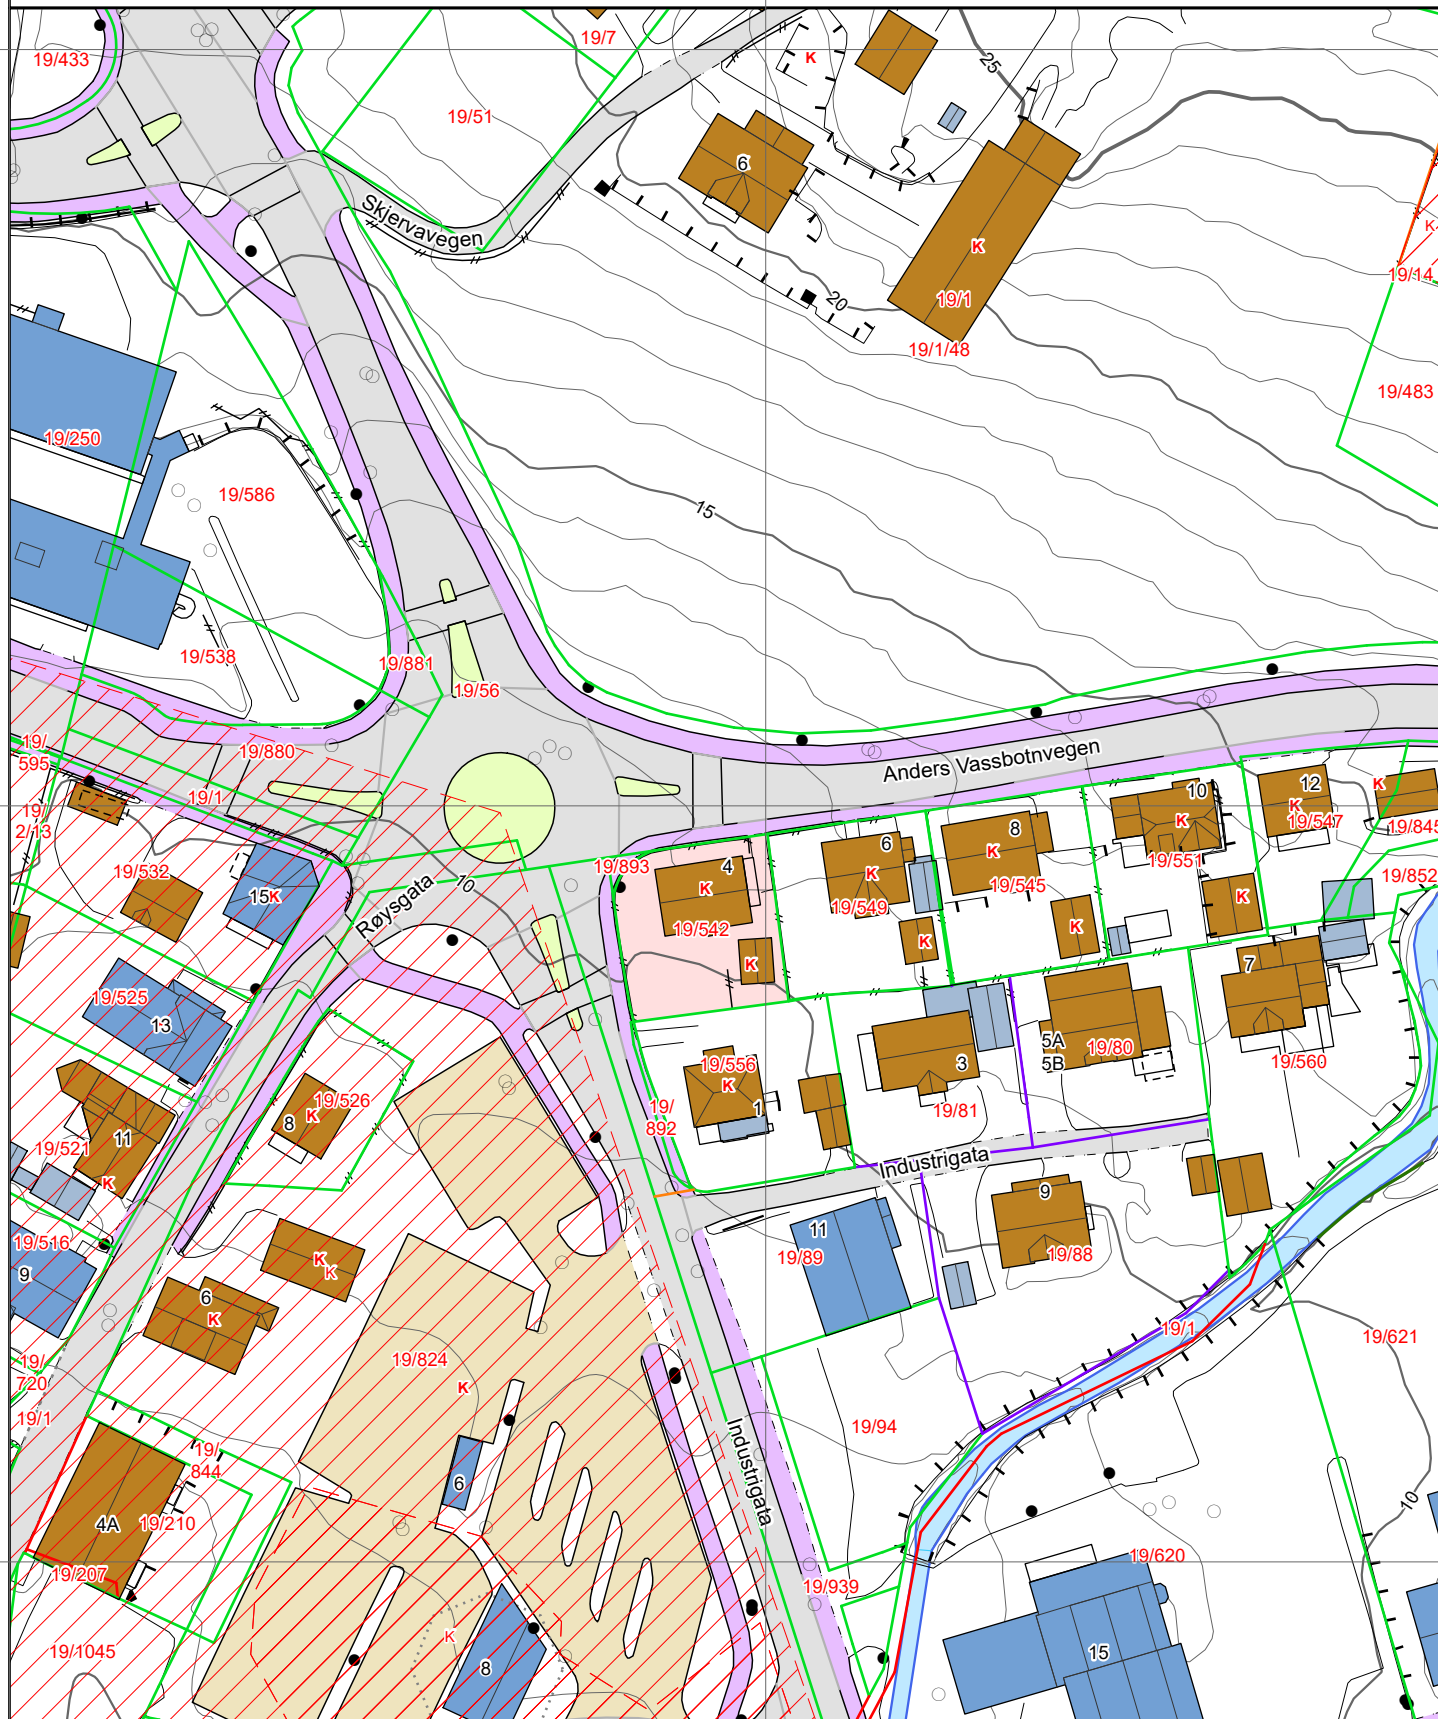 19/7
19/433
K
25
19/51
6
Skjervavegen
K
K
19/14
20
19/1
19/1/48
19/483
19/250
19/586
15
19/538
19/881
19/56
19/
595
19/880
Anders Vassbotnvegen
19/1
10
12
K
K
19/
2/13
K
19/547
19/845
8
6
K
19/551
4
19/893
19/532
10
K
K
19/545
19/852
15
K
Røysgata
19/549
K
K
19/542
K
K
7
19/525
13
5A
5B
19/80
19/560
3
19/556
K
1
19/526
8
K
19/81
19/
892
11
19/521
K
Industrigata
9
11
19/516
K
K
19/89
19/88
9
6
K
19/1
19/621
19/824
19/
720
K
19/1
19/94
19/
844
Industrigata
6
10
4A
19/210
19/620
19/207
19/939
K
19/1045
8
15